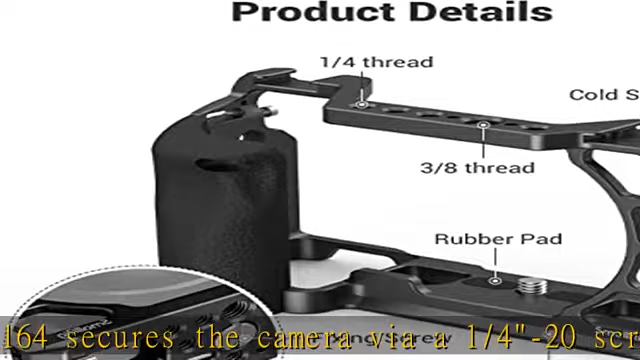 Product Details
1/4 thread
Cold S
3/8 thread
Rubber Pad
164 secures the camera via a 1/4"-20 scr